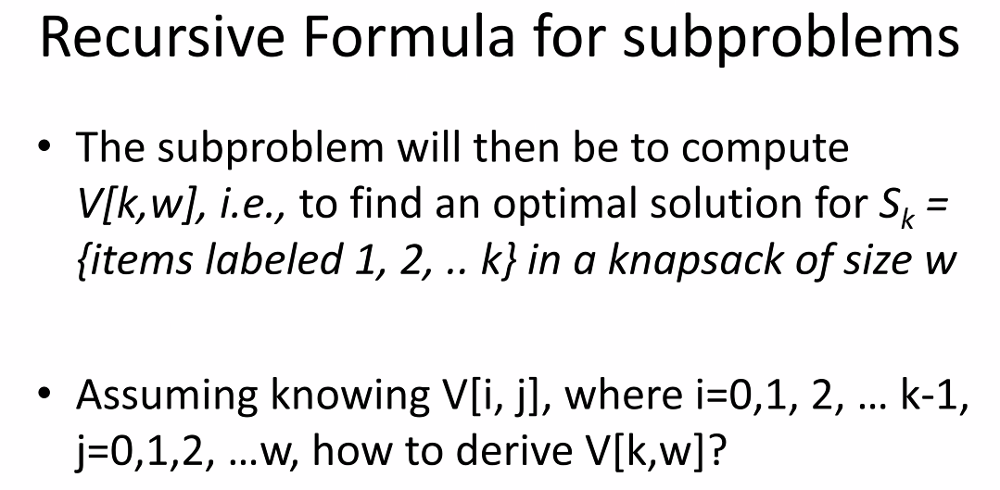 Recursive Formula for subproblems
• The subproblem will then be to compute
V[k,w], i.e., to find an optimal solution for Sk =
{items labeled 1, 2, .. k} in a knapsack of size w
• Assuming knowing V[i, j], where i=0,1, 2, … k-1,
j=0,1,2, …w, how to derive V[k,w]?